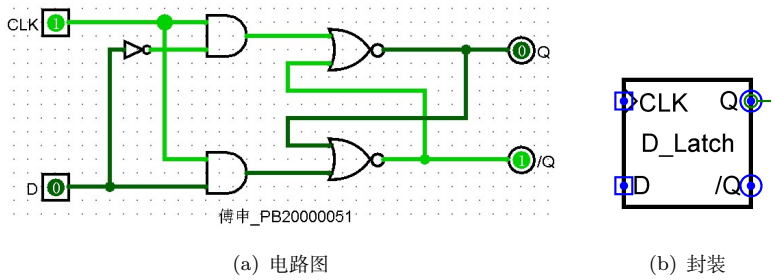 CLK 1
0 Q
D 0
1 /Q
傅申_PB20000051
CLK Q
D_Latch
D /Q
(a) 电路图
(b) 封装